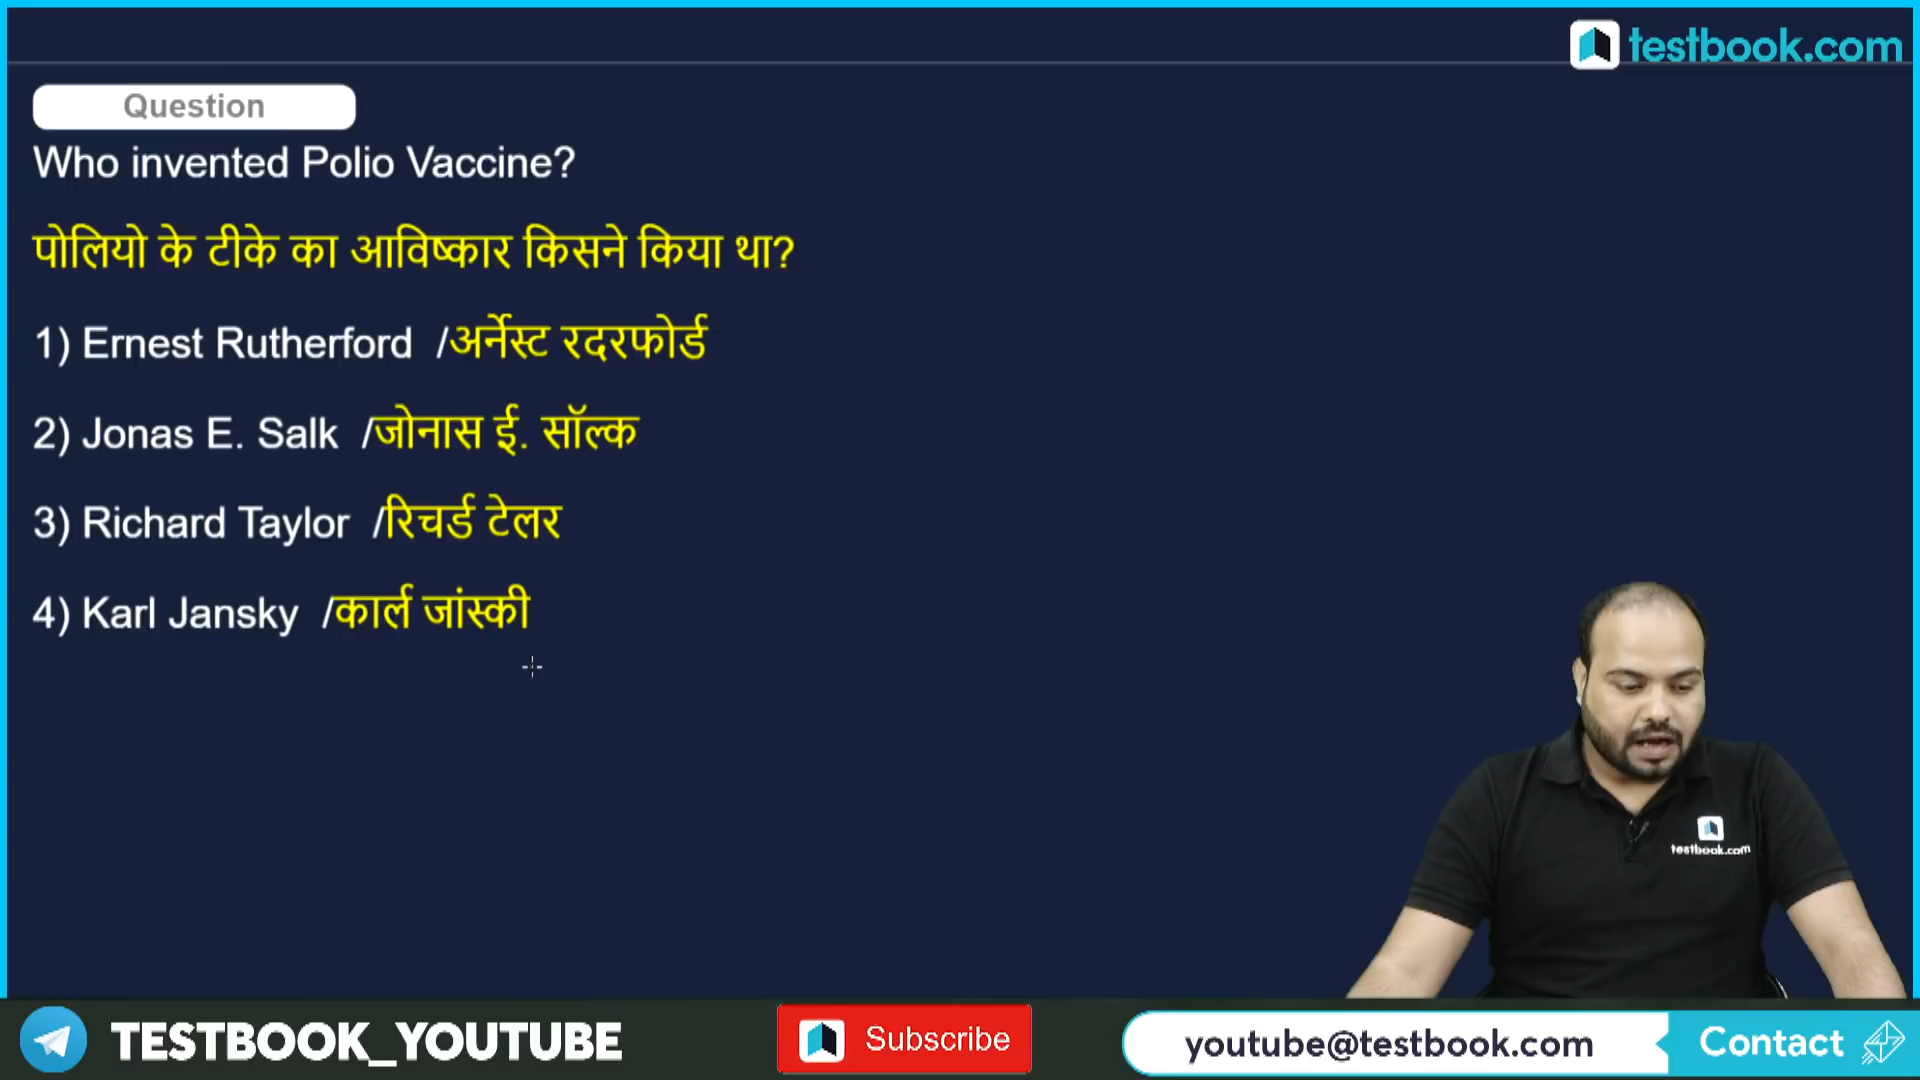 testbook.com
Question
Who invented Polio Vaccine?
पोलियो के टीके का आविष्कार किसने किया था?
1) Ernest Rutherford /अर्नेस्ट रदरफोर्ड
2) Jonas E. Salk /जोनास ई. सॉल्क
3) Richard Taylor /रिचर्ड टेलर
4) Karl Jansky /कार्ल जांस्की
testbook.com
TESTBOOK_YOUTUBE
Subscribe
youtube@testbook.com
Contact